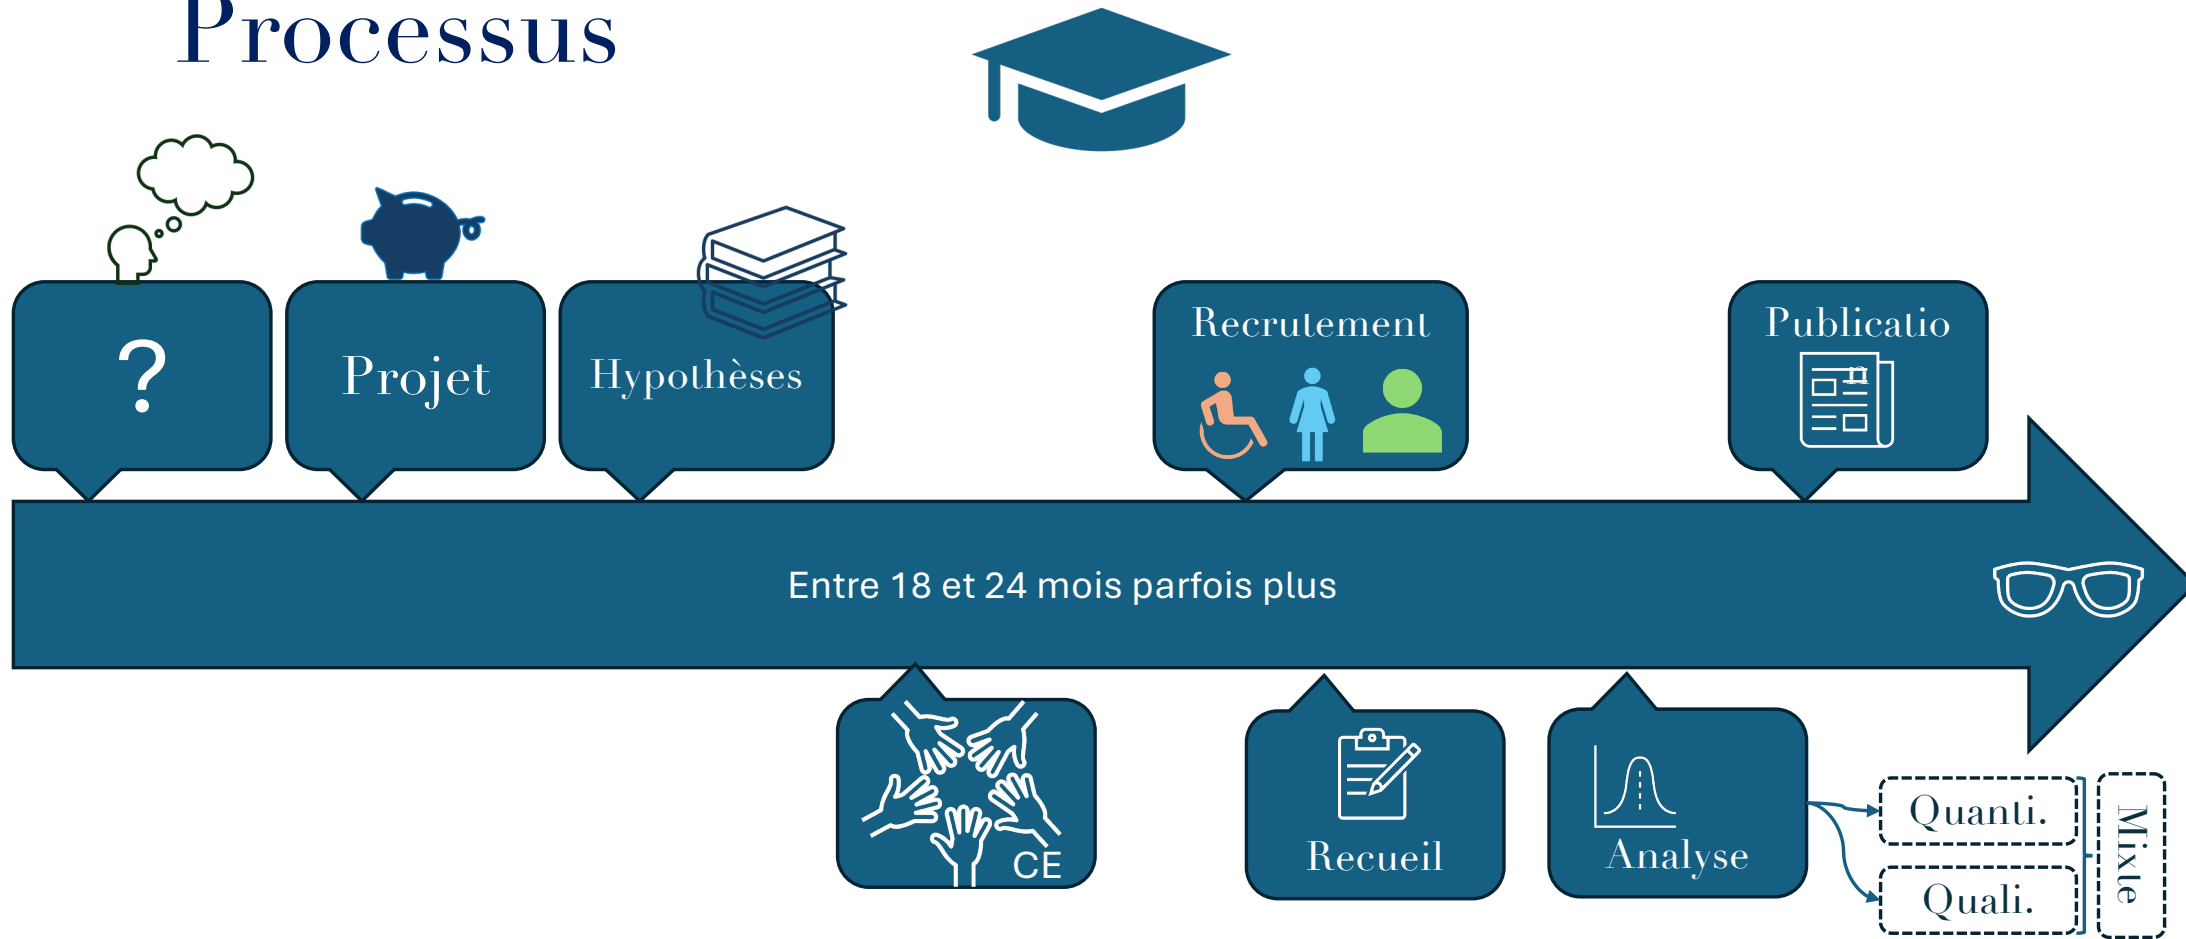 Processus
?
Projet
Hypothèses
Recrutement
Publicatio
n
Entre 18 et 24 mois parfois plus
CE
Recueil
Analyse
Quanti.
Quali.
Mixte